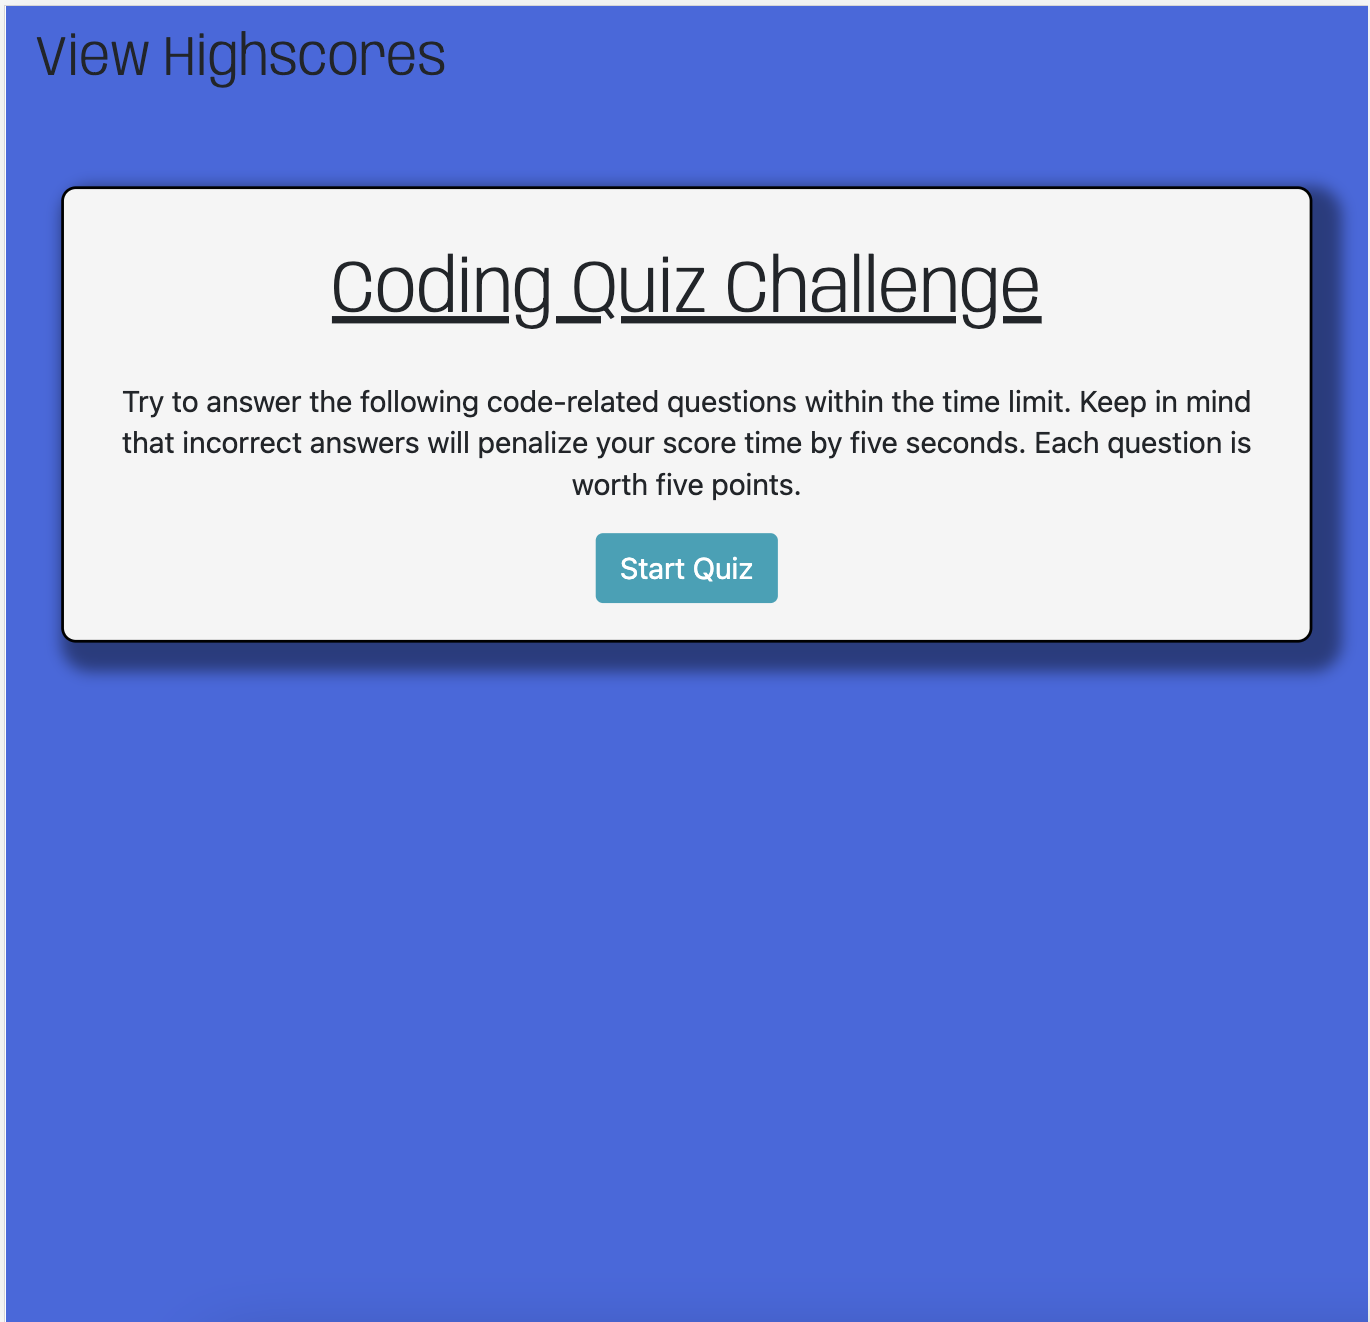 View Highscores
Coding Quiz Challenge
Try to answer the following code-related questions within the time limit. Keep in mind
that incorrect answers will penalize your score time by five seconds. Each question is
worth five points.
Start Quiz